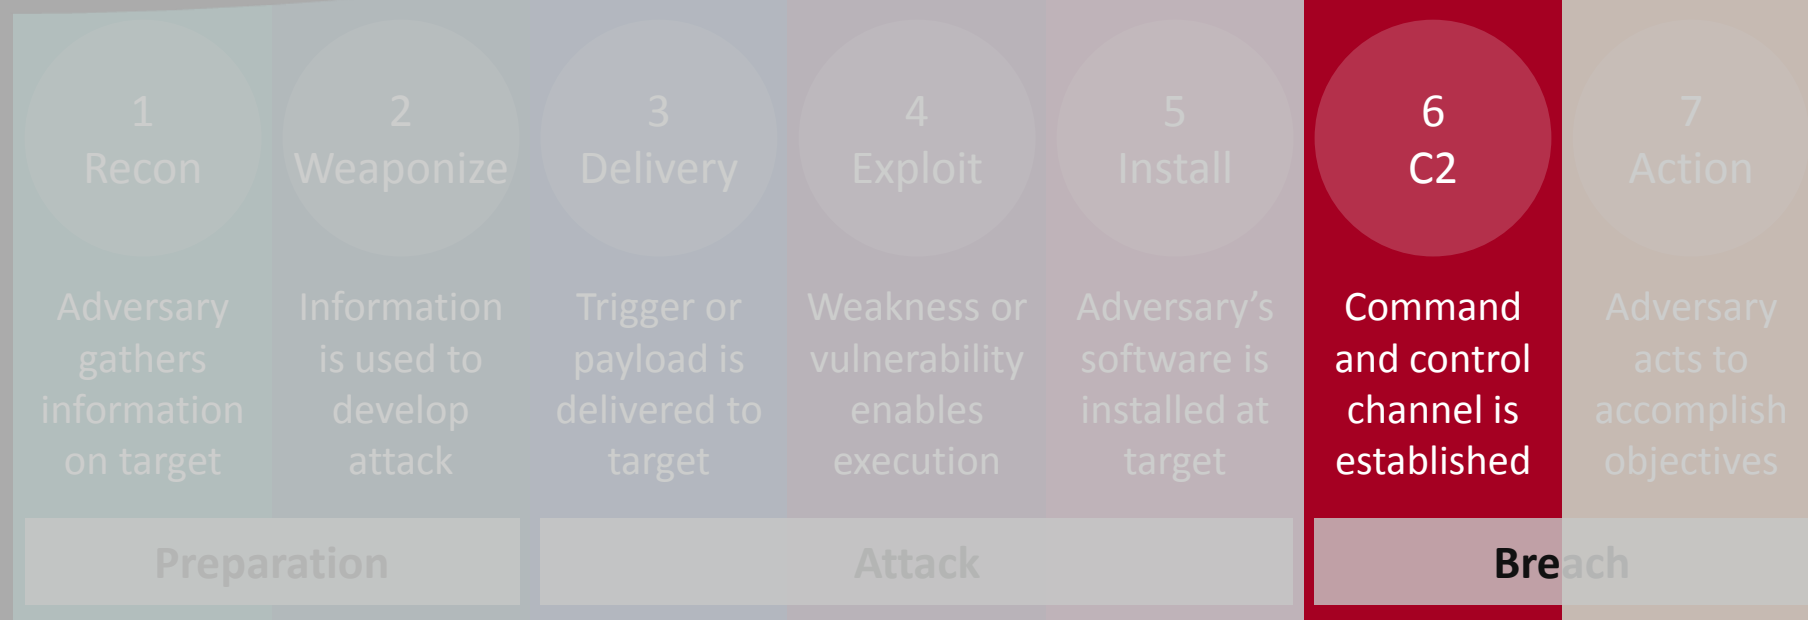 1
Recon
Adversary
gathers
information
on target
2
Weaponize
Information
is used to
develop
attack
3
Delivery
Trigger or
payload is
delivered to
target
4
Exploit
Weakness or
vulnerability
enables
execution
5
Install
Adversary’s
software is
installed at
target
6
C2
Command
and control
channel is
established
7
Action
Adversary
acts to
accomplish
objectives
Preparation
Attack
Breach